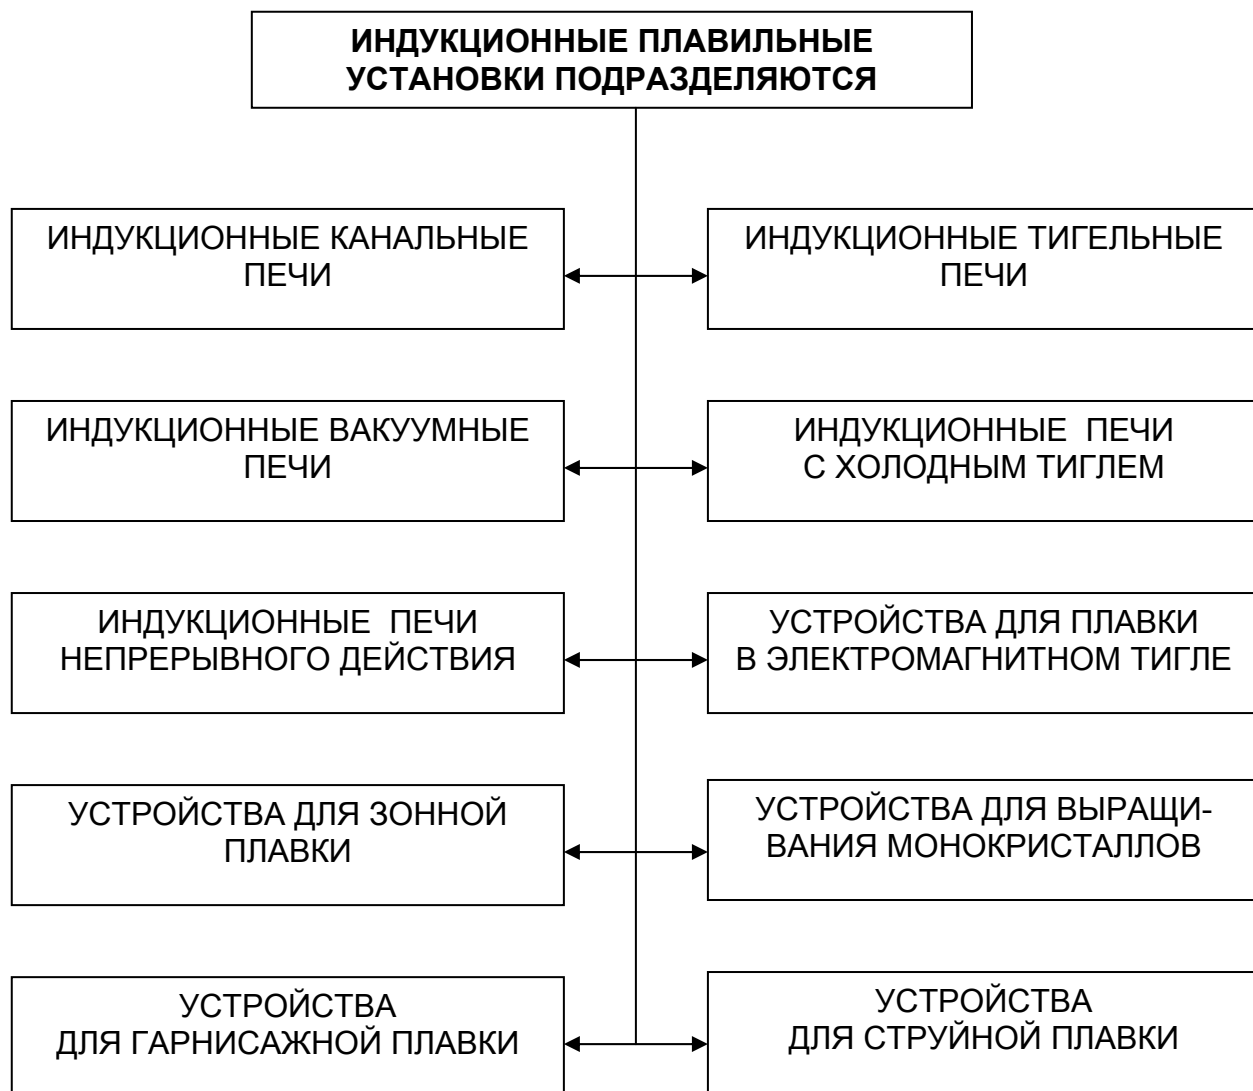 ИНДУКЦИОННЫЕ ПЛАВИЛЬНЫЕ
УСТАНОВКИ ПОДРАЗДЕЛЯЮТСЯ
ИНДУКЦИОННЫЕ КАНАЛЬНЫЕ
ПЕЧИ
ИНДУКЦИОННЫЕ ТИГЕЛЬНЫЕ
ПЕЧИ
ИНДУКЦИОННЫЕ ВАКУУМНЫЕ
ПЕЧИ
ИНДУКЦИОННЫЕ ПЕЧИ
С ХОЛОДНЫМ ТИГЛЕМ
ИНДУКЦИОННЫЕ ПЕЧИ
НЕПРЕРЫВНОГО ДЕЙСТВИЯ
УСТРОЙСТВА ДЛЯ ПЛАВКИ
В ЭЛЕКТРОМАГНИТНОМ ТИГЛЕ
УСТРОЙСТВА ДЛЯ ЗОННОЙ
ПЛАВКИ
УСТРОЙСТВА ДЛЯ ВЫРАЩИ-
ВАНИЯ МОНОКРИСТАЛЛОВ
УСТРОЙСТВА
ДЛЯ ГАРНИСАЖНОЙ ПЛАВКИ
УСТРОЙСТВА
ДЛЯ СТРУЙНОЙ ПЛАВКИ